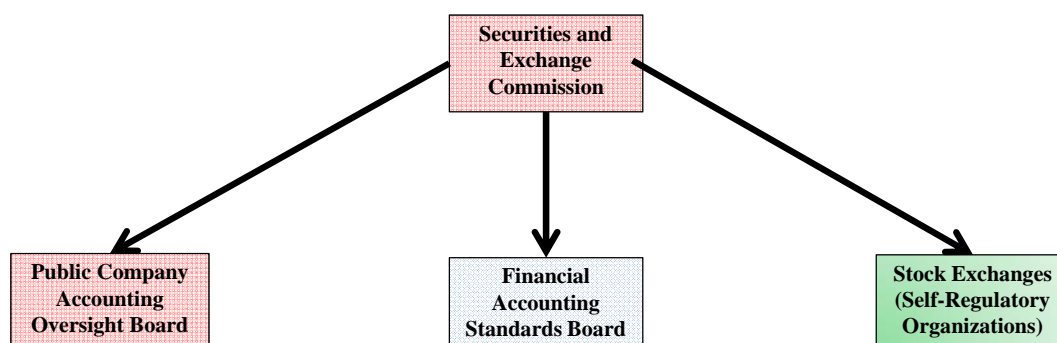 Securities and
Exchange
Commission
Public Company
Accounting
Oversight Board
Financial
Accounting
Standards Board
Stock Exchanges
(Self-Regulatory
Organizations)